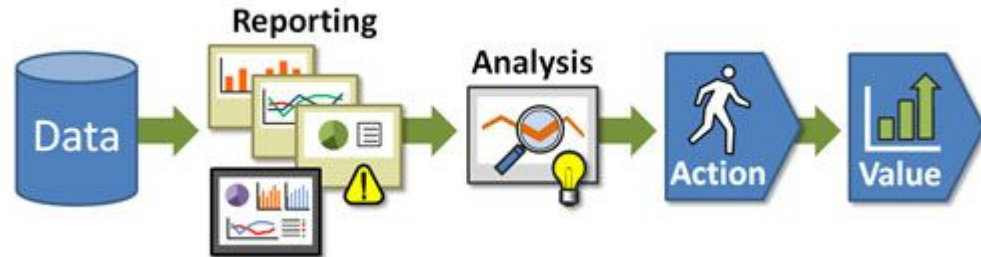 Reporting
Analysis
Data
Action
Value